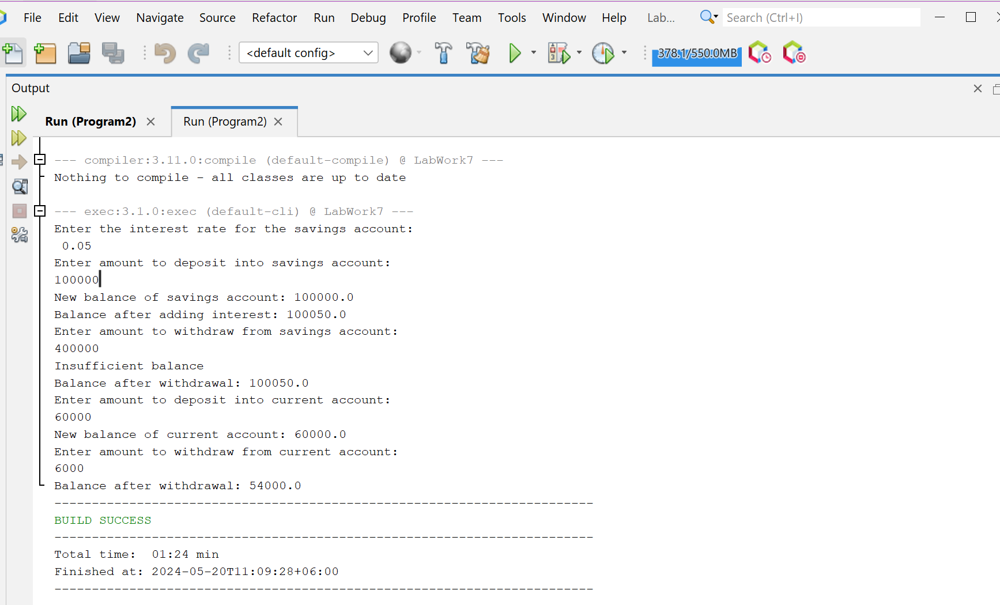 File Edit View Navigate Source Refactor Run Debug Profile Team Tools Window Help Lab... Search (Ctrl+I)
<default config> 378.1/550.0MB
Output
Run (Program2) Run (Program2)
--- compiler:3.11.0:compile (default-compile) @ LabWork7 ---
Nothing to compile - all classes are up to date
--- exec:3.1.0:exec (default-cli) @ LabWork7 ---
Enter the interest rate for the savings account:
0.05
Enter amount to deposit into savings account:
100000
New balance of savings account: 100000.0
Balance after adding interest: 100050.0
Enter amount to withdraw from savings account:
400000
Insufficient balance
Balance after withdrawal: 100050.0
Enter amount to deposit into current account:
60000
New balance of current account: 60000.0
Enter amount to withdraw from current account:
6000
Balance after withdrawal: 54000.0
------------------------------------------------------------------------
BUILD SUCCESS
------------------------------------------------------------------------
Total time:  01:24 min
Finished at: 2024-05-20T11:09:28+06:00
------------------------------------------------------------------------